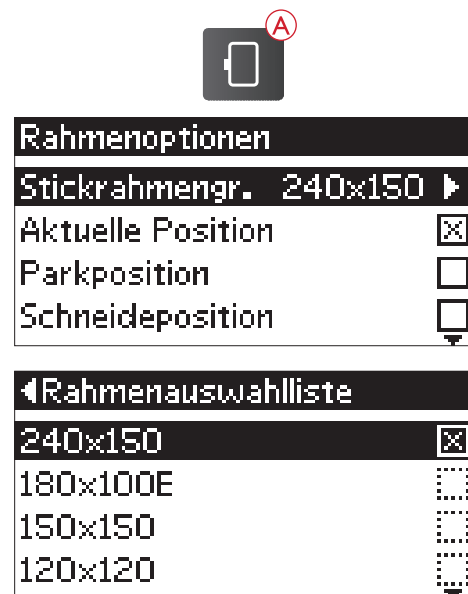 A
Rahmenoptionen
Stickrahmengr. 240x150
Aktuelle Position
Parkposition
Schneideposition
Rahmenauswahlliste
240x150
180x100E
150x150
120x120